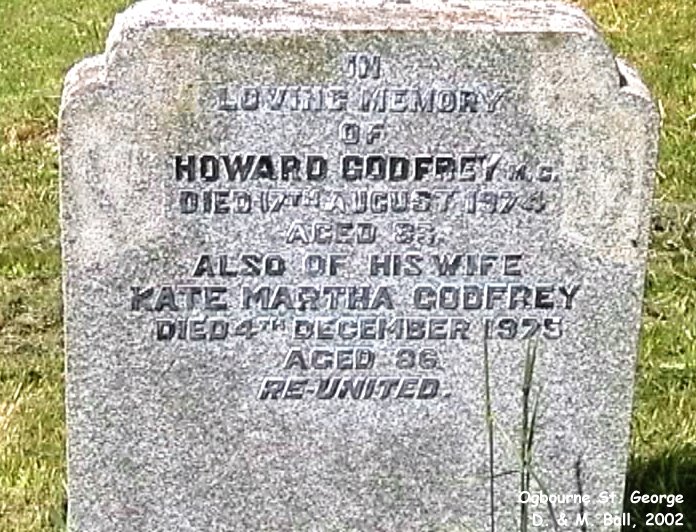 IN
LOVING MEMORY
OF
HOWARD GODFREY M.C.
DIED 17TH AUGUST 1974
AGED
ALSO OF HIS WIFE
KATE MARTHA GODFREY
DIED 4TH DECEMBER 1975
AGED 86
RE-UNITED.
Ogbourne St. George
D. & M. Ball, 2002